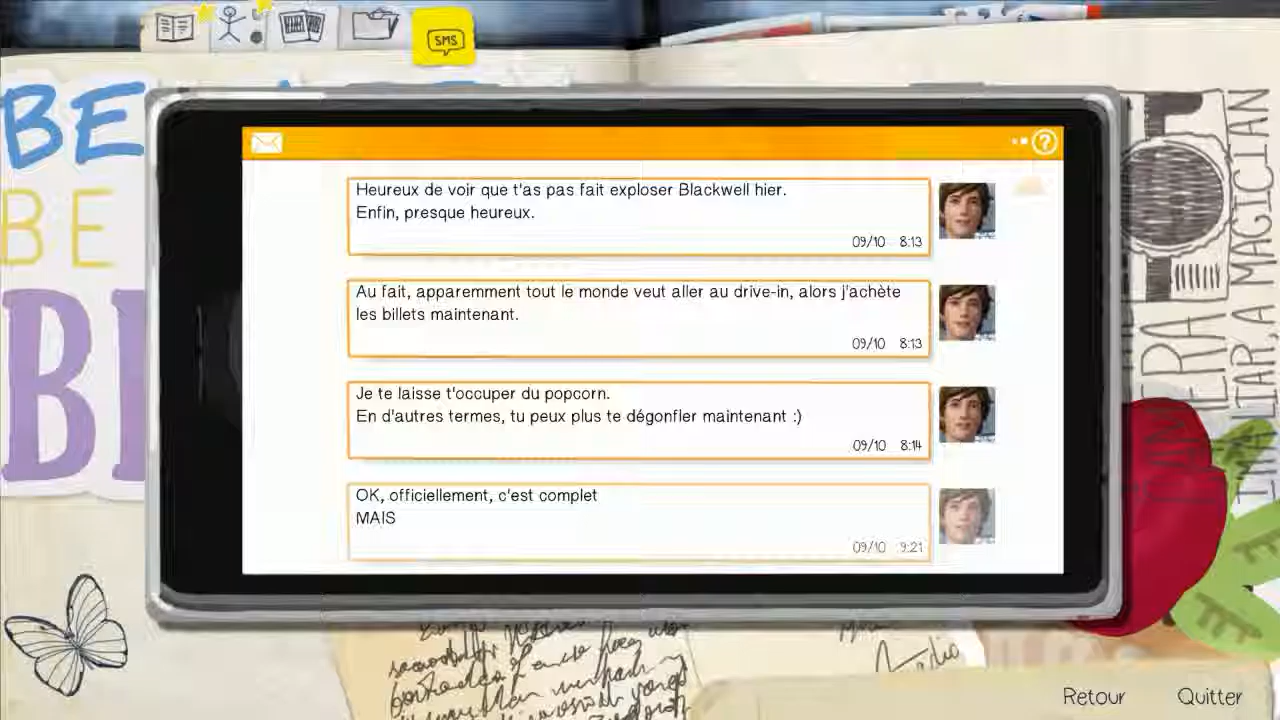 SMS
BE
BE
Heureux de voir que t'as pas fait exploser Blackwell hier.
Enfin, presque heureux.
09/10 8:13
Au fait, apparemment tout le monde veut aller au drive-in, alors j'achète
les billets maintenant.
09/10 8:13
Je te laisse t'occuper du popcorn.
En d'autres termes, tu peux plus te dégonfler maintenant :)
09/10 8:14
OK, officiellement, c'est complet
MAIS
09/10 9:21
MAGICIAN
Retour
Quitter